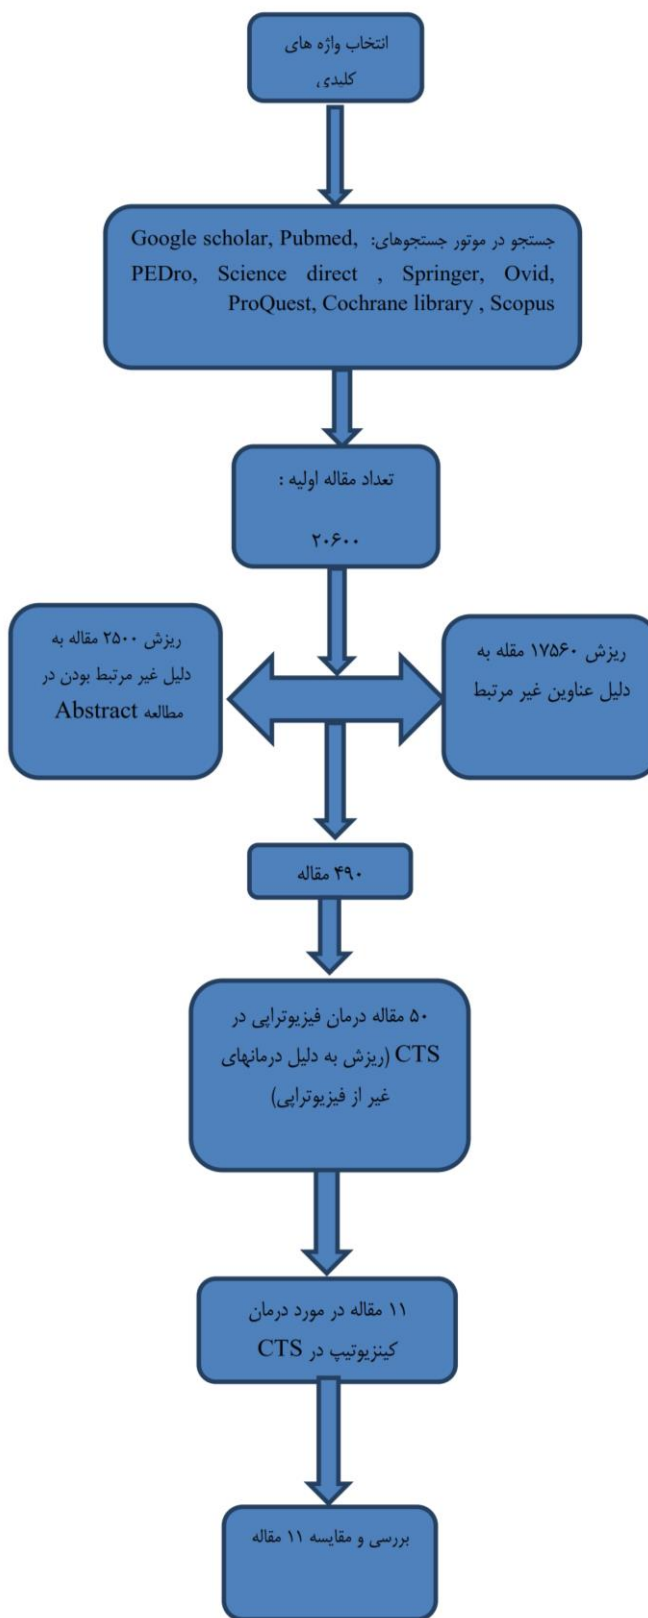 انتخاب واژه های
کلیدی
جستجو در موتور جستجوهای: Google scholar, Pubmed,
PEDro, Science direct , Springer, Ovid,
ProQuest, Cochrane library , Scopus
تعداد مقاله اولیه :
۲۰۶۰۰
ریزش ۱۷۵۶۰ مقله به
دلیل عناوین غیر مرتبط
ریزش ۲۵۰۰ مقاله به
دلیل غیر مرتبط بودن در
مطالعه Abstract
۴۹۰ مقاله
۵۰ مقاله درمان فیزیوتراپی در
CTS (ریزش به دلیل درمانهای
غیر از فیزیوتراپی)
۱۱ مقاله در مورد درمان
کینزیوتیپ در CTS
بررسی و مقایسه ۱۱ مقاله